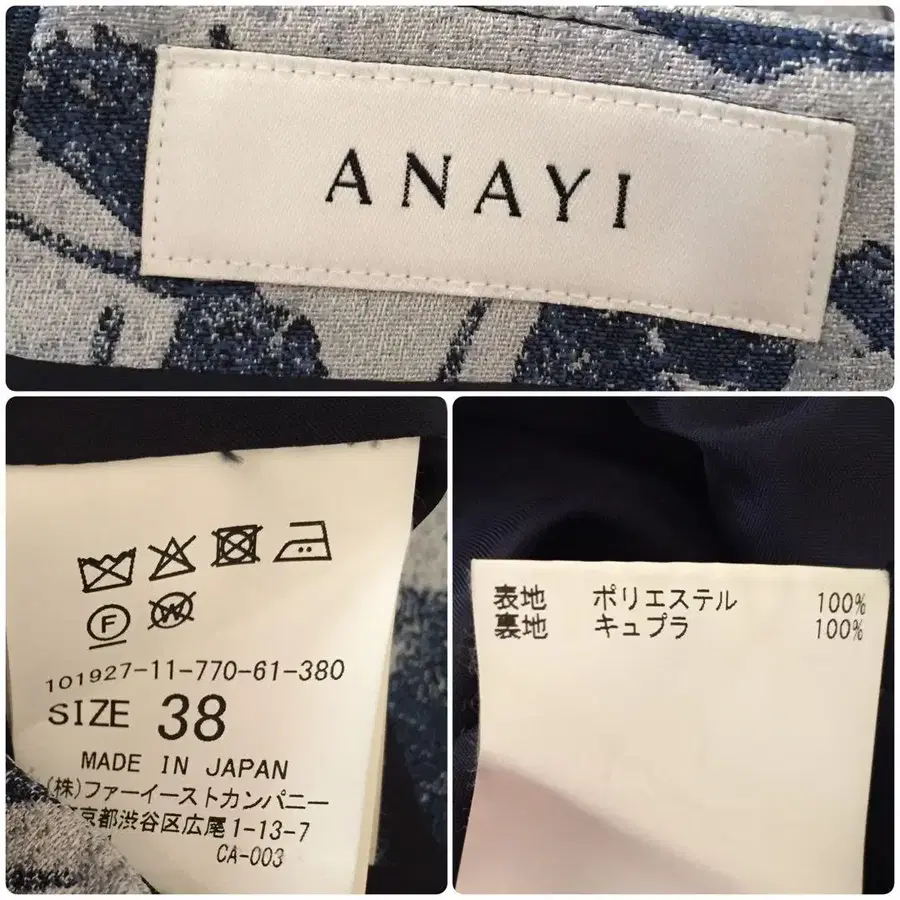 ANAYI
F
W
101927-11-770-61-380
SIZE 38
MADE IN JAPAN
(株)ファーイーストカンパニー
京都渋谷区広尾1-13-7
CA-003
表地 ポリエステル 100%
裏地 キュプラ 100%